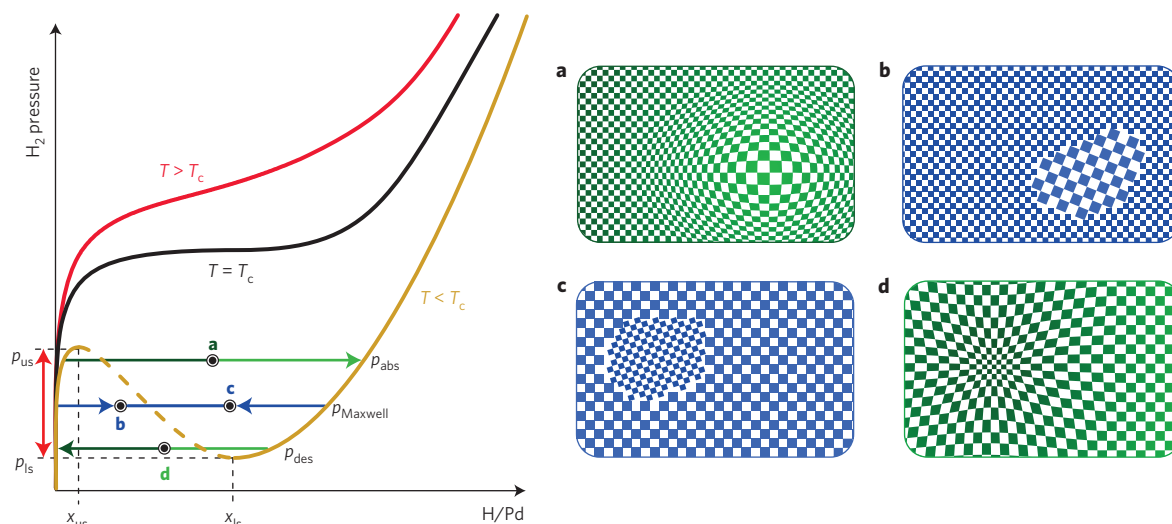 H₂ pressure
T > Tc
T = Tc
T < Tc
pus
a
pabs
c
b
pMaxwell
pls
d
pdes
xus
xls
H/Pd
a
b
c
d